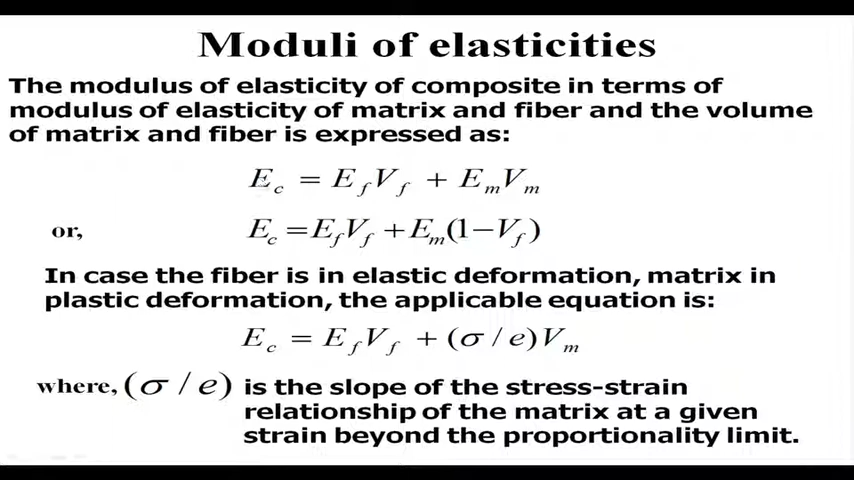 Moduli of elasticities
The modulus of elasticity of composite in terms of
modulus of elasticity of matrix and fiber and the volume
of matrix and fiber is expressed as:
E_c = E_f V_f + E_m V_m
or, E_c = E_f V_f + E_m (1 − V_f)
In case the fiber is in elastic deformation, matrix in
plastic deformation, the applicable equation is:
E_c = E_f V_f + (σ / e) V_m
where, (σ / e) is the slope of the stress-strain
relationship of the matrix at a given
strain beyond the proportionality limit.